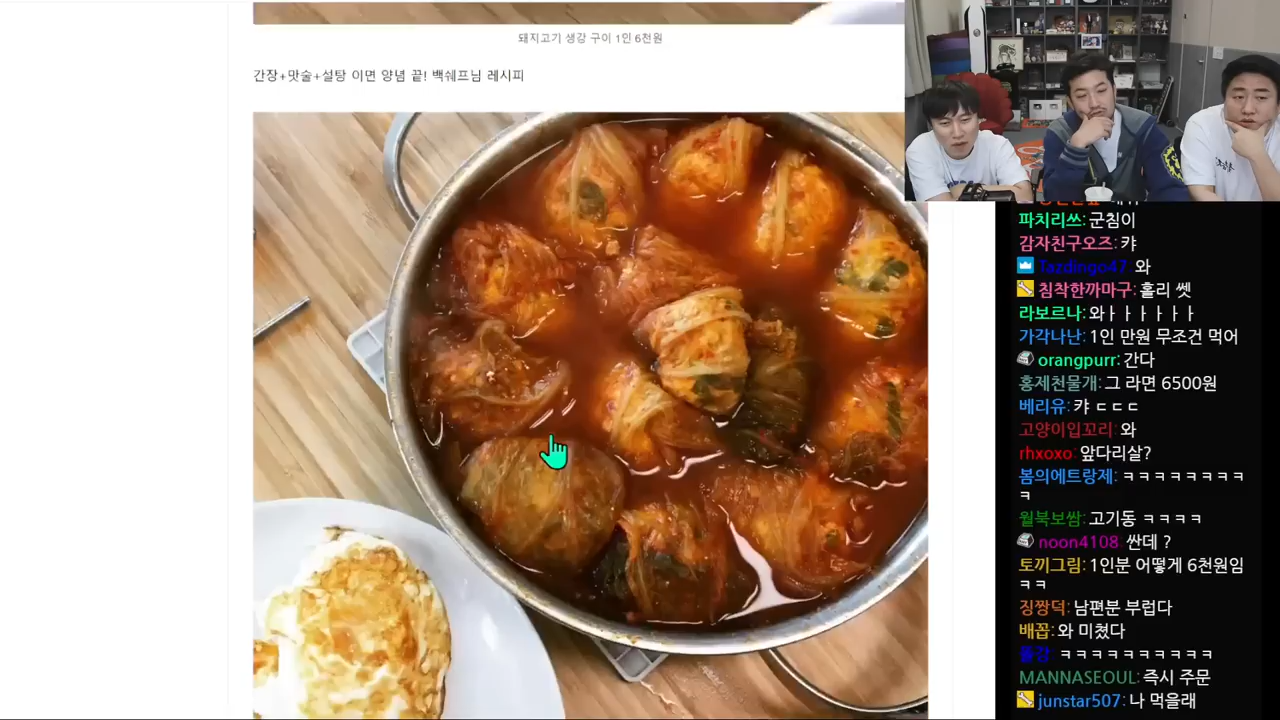 돼지고기 생강 구이 1인 6천원
간장+맛술+설탕 이면 양념 끝! 백쉐프님 레시피
파치리쓰: 군침이
감자친구오즈: 캬
Tazdingo47: 와
침착한까마구: 홀리 쎗
라보르나: 와ㅏㅏㅏㅏㅏㅏ
가각나난: 1인 만원 무조건 먹어
orangpurr: 간다
홍제천물개: 그 라면 6500원
베리유: 캬 ㄷㄷㄷ
고양이입꼬리: 와
rhxoxo: 앞다리살?
봄의에트랑제: ㅋㅋㅋㅋㅋㅋㅋㅋ
ㅋ
월북보쌈: 고기동 ㅋㅋㅋㅋ
noon4108 싼데 ?
토끼그림: 1인분 어떻게 6천원임
ㅋㅋ
징짱덕: 남편분 부럽다
배꼽: 와 미쳤다
ㅋㅋㅋㅋㅋㅋㅋㅋㅋㅋ
MANNASEOUL: 즉시 주문
junstar507: 나 먹을래